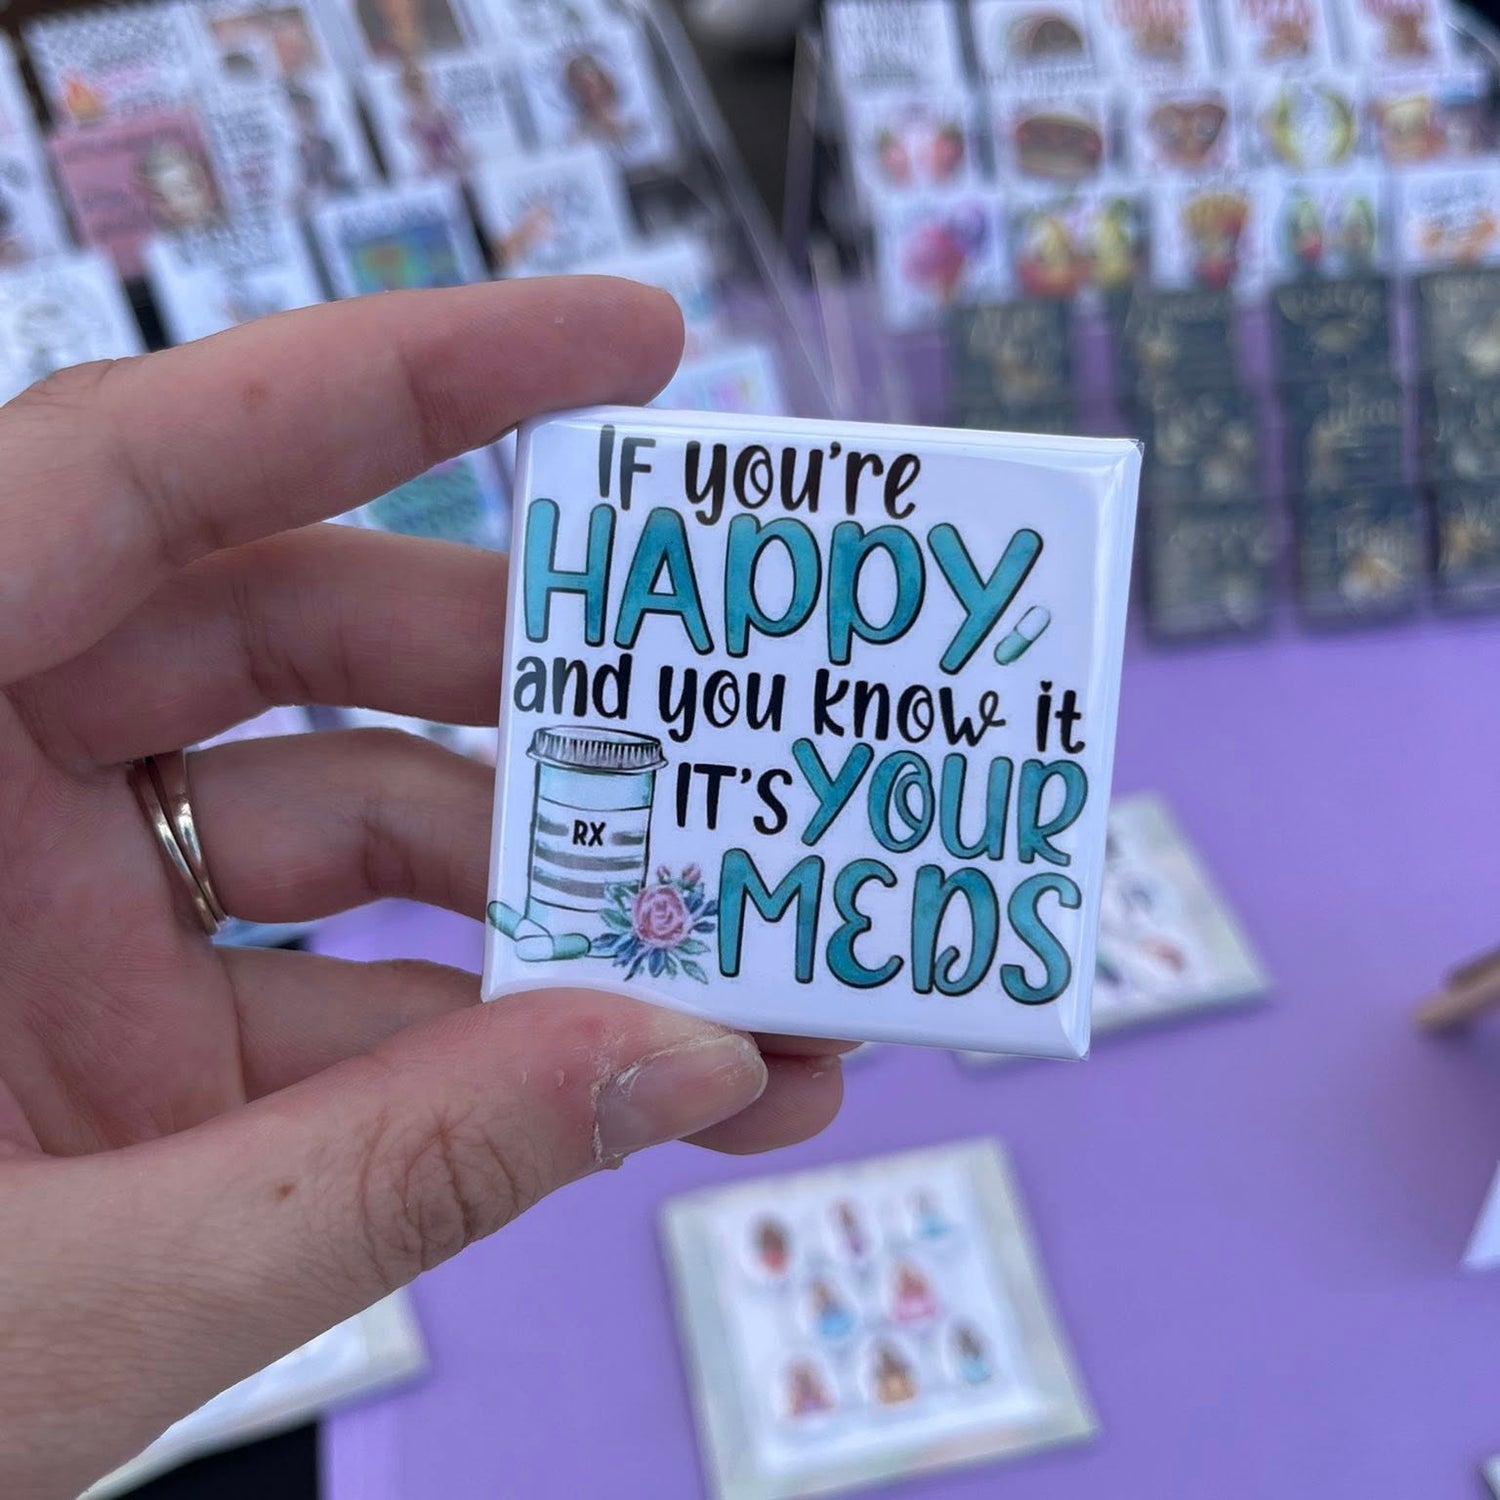 IF you're
HAPPY
and you know it
IT'S YOUR
MEDS
RX